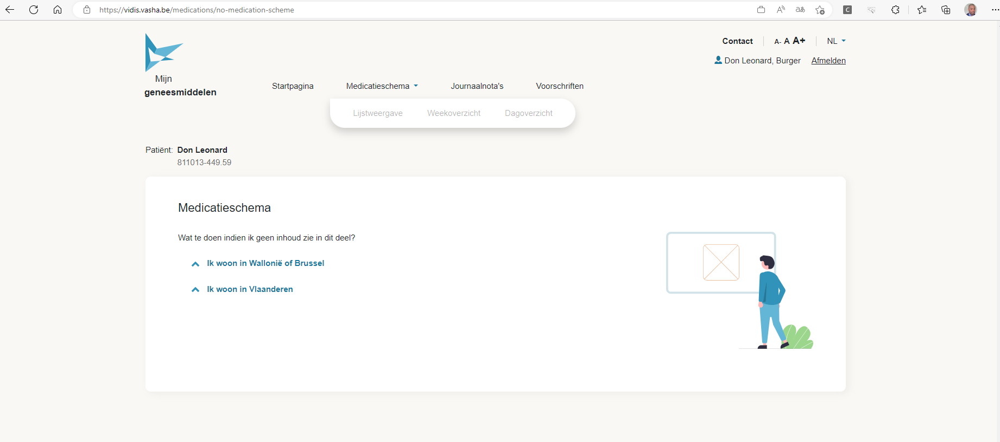 https://vidis.vasha.be/medications/no-medication-scheme
Contact A- A A+ NL
Don Leonard, Burger Afmelden
Mijn
geneesmiddelen
Startpagina Medicatieschema Journaalnota's Voorschriften
Lijstweergave Weekoverzicht Dagoverzicht
Patiënt: Don Leonard
811013-449.59
Medicatieschema
Wat te doen indien ik geen inhoud zie in dit deel?
Ik woon in Wallonië of Brussel
Ik woon in Vlaanderen